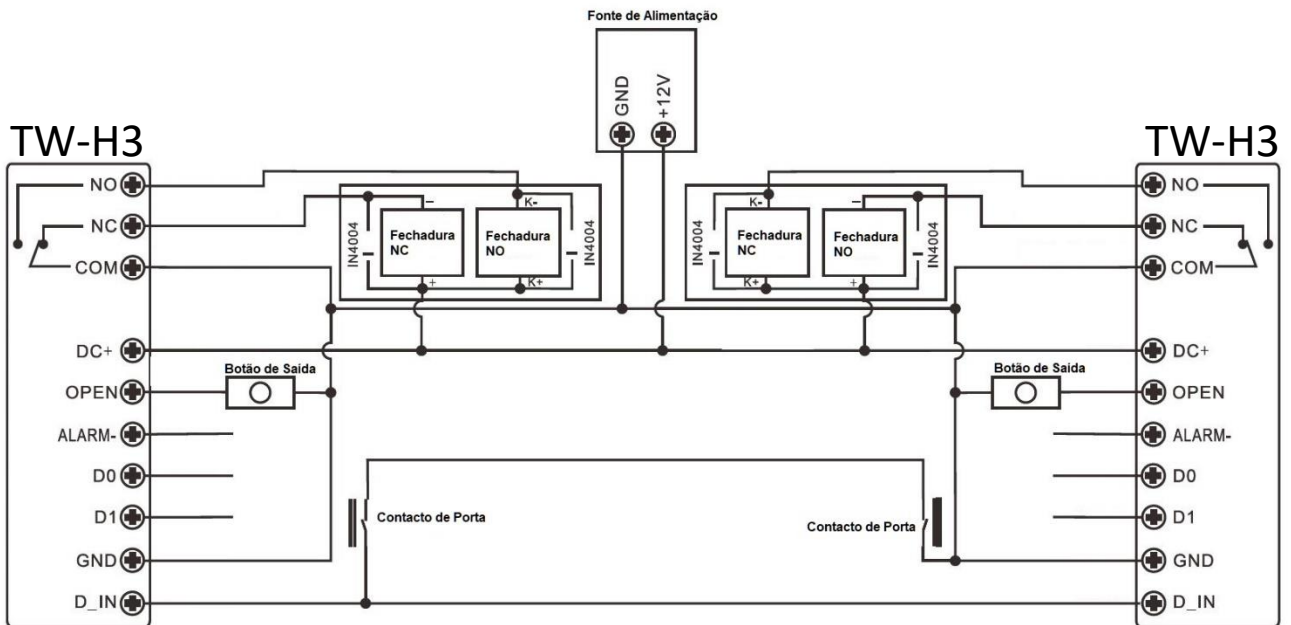 Fonte de Alimentação
GND
+12V
TW-H3
NO
NC
COM
DC+
OPEN
ALARM-
D0
D1
GND
D_IN
IN4004
−
Fechadura
NC
+
K-
Fechadura
NO
K+
IN4004
Botão de Saída
Contacto de Porta
IN4004
K-
Fechadura
NC
K+
−
Fechadura
NO
+
IN4004
Botão de Saída
Contacto de Porta
TW-H3
NO
NC
COM
DC+
OPEN
ALARM-
D0
D1
GND
D_IN